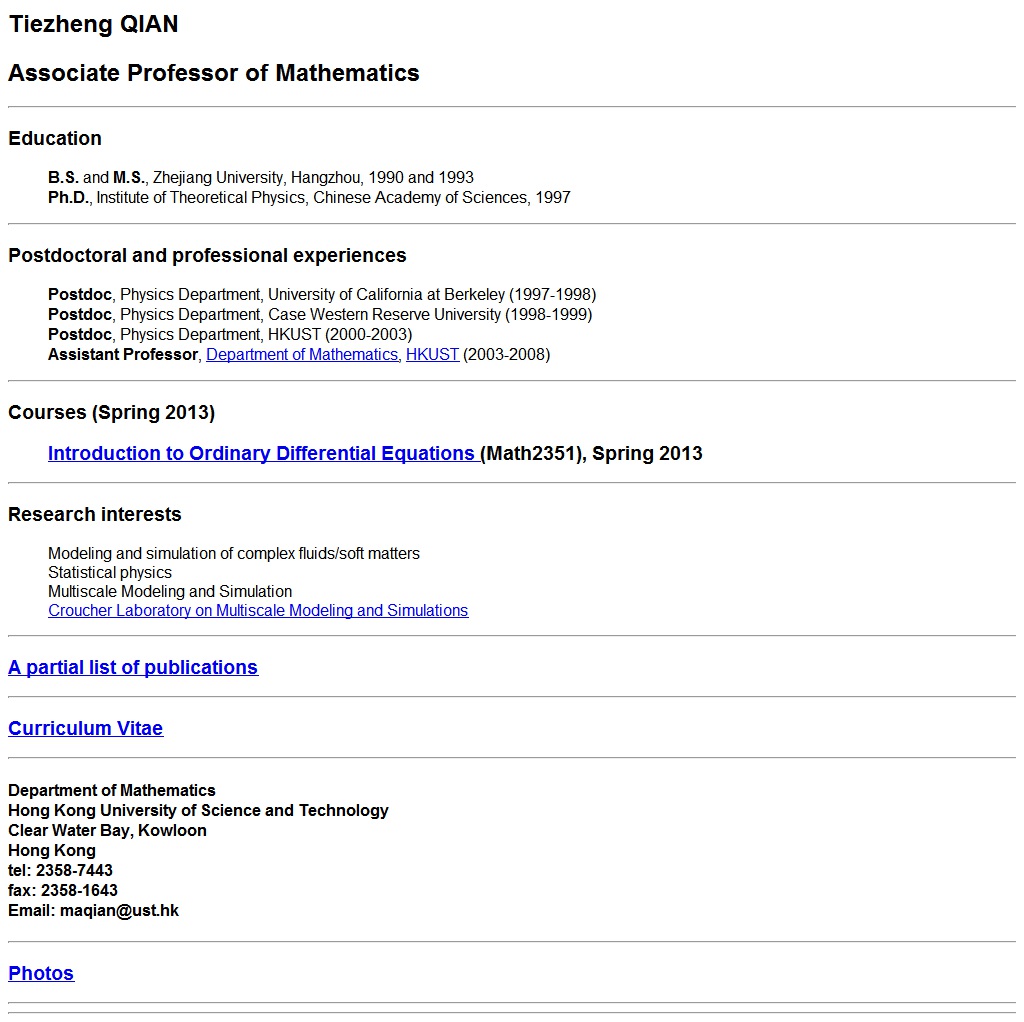 Tiezheng QIAN
Associate Professor of Mathematics
Education
B.S. and M.S., Zhejiang University, Hangzhou, 1990 and 1993
Ph.D., Institute of Theoretical Physics, Chinese Academy of Sciences, 1997
Postdoctoral and professional experiences
Postdoc, Physics Department, University of California at Berkeley (1997-1998)
Postdoc, Physics Department, Case Western Reserve University (1998-1999)
Postdoc, Physics Department, HKUST (2000-2003)
Assistant Professor, Department of Mathematics, HKUST (2003-2008)
Courses (Spring 2013)
Introduction to Ordinary Differential Equations (Math2351), Spring 2013
Research interests
Modeling and simulation of complex fluids/soft matters
Statistical physics
Multiscale Modeling and Simulation
Croucher Laboratory on Multiscale Modeling and Simulations
A partial list of publications
Curriculum Vitae
Department of Mathematics
Hong Kong University of Science and Technology
Clear Water Bay, Kowloon
Hong Kong
tel: 2358-7443
fax: 2358-1643
Email: maqian@ust.hk
Photos